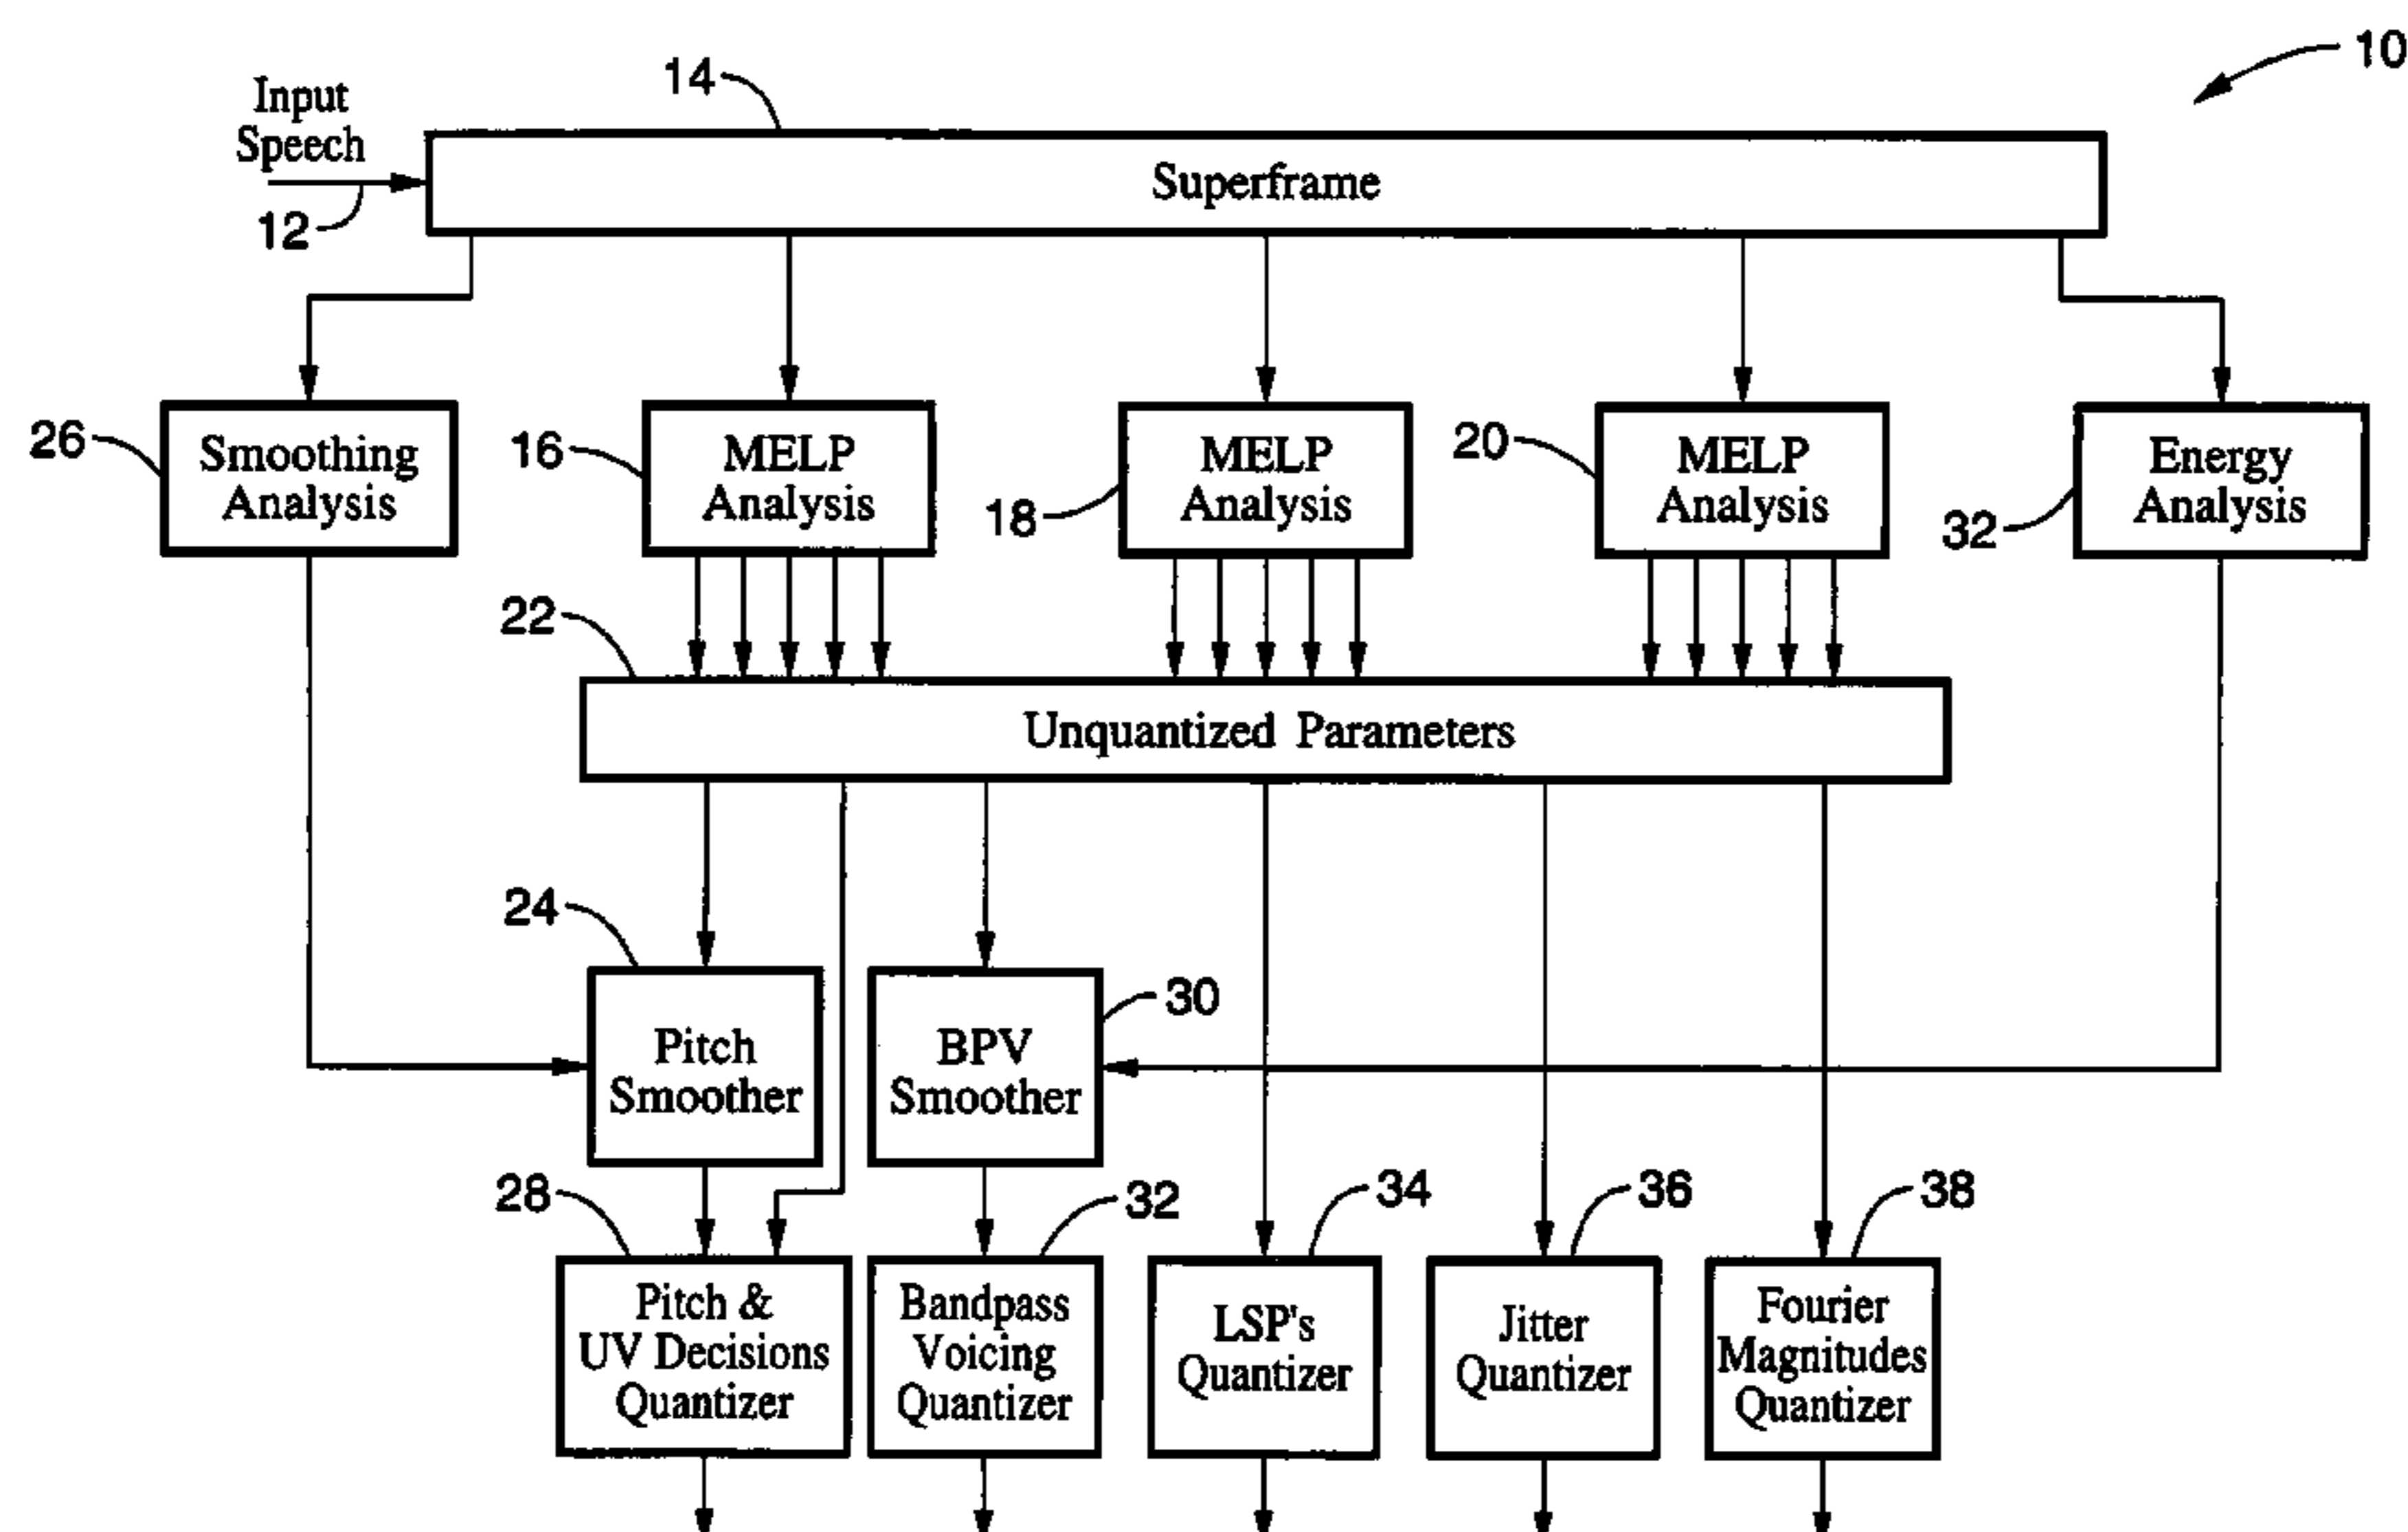 10
14
Input
Speech
Superframe
12
26
Smoothing
Analysis
16
MELP
Analysis
18
MELP
Analysis
20
MELP
Analysis
32
Energy
Analysis
22
Unquantized Parameters
24
Pitch
Smoother
BPV
Smoother
30
28
Pitch &
UV Decisions
Quantizer
32
Bandpass
Voicing
Quantizer
34
LSP's
Quantizer
36
Jitter
Quantizer
38
Fourier
Magnitudes
Quantizer